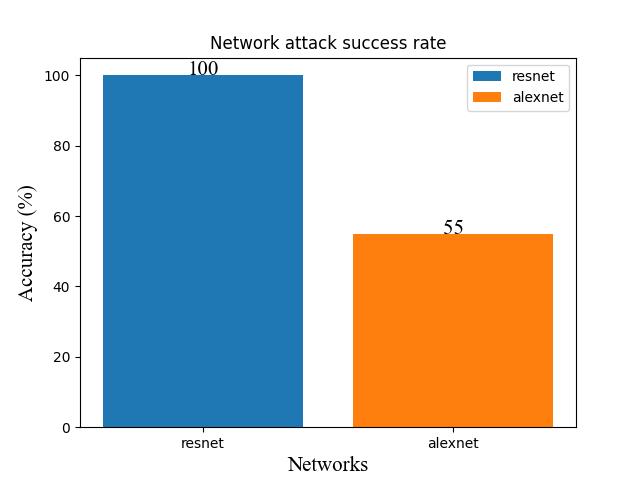 Network attack success rate
100
resnet
alexnet
100
80
60
40
20
0
55
Accuracy (%)
resnet
alexnet
Networks